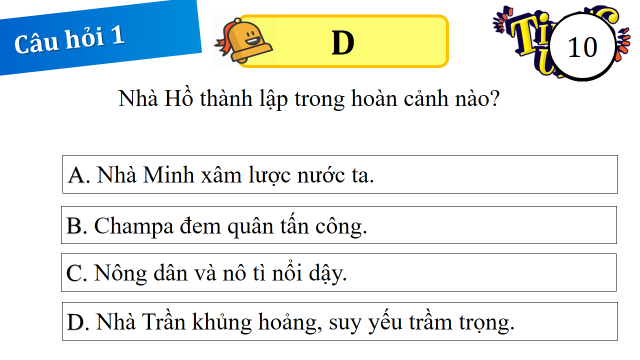 Câu hỏi 1
D
10
Nhà Hồ thành lập trong hoàn cảnh nào?
A. Nhà Minh xâm lược nước ta.
B. Champa đem quân tấn công.
C. Nông dân và nô tì nổi dậy.
D. Nhà Trần khủng hoảng, suy yếu trầm trọng.